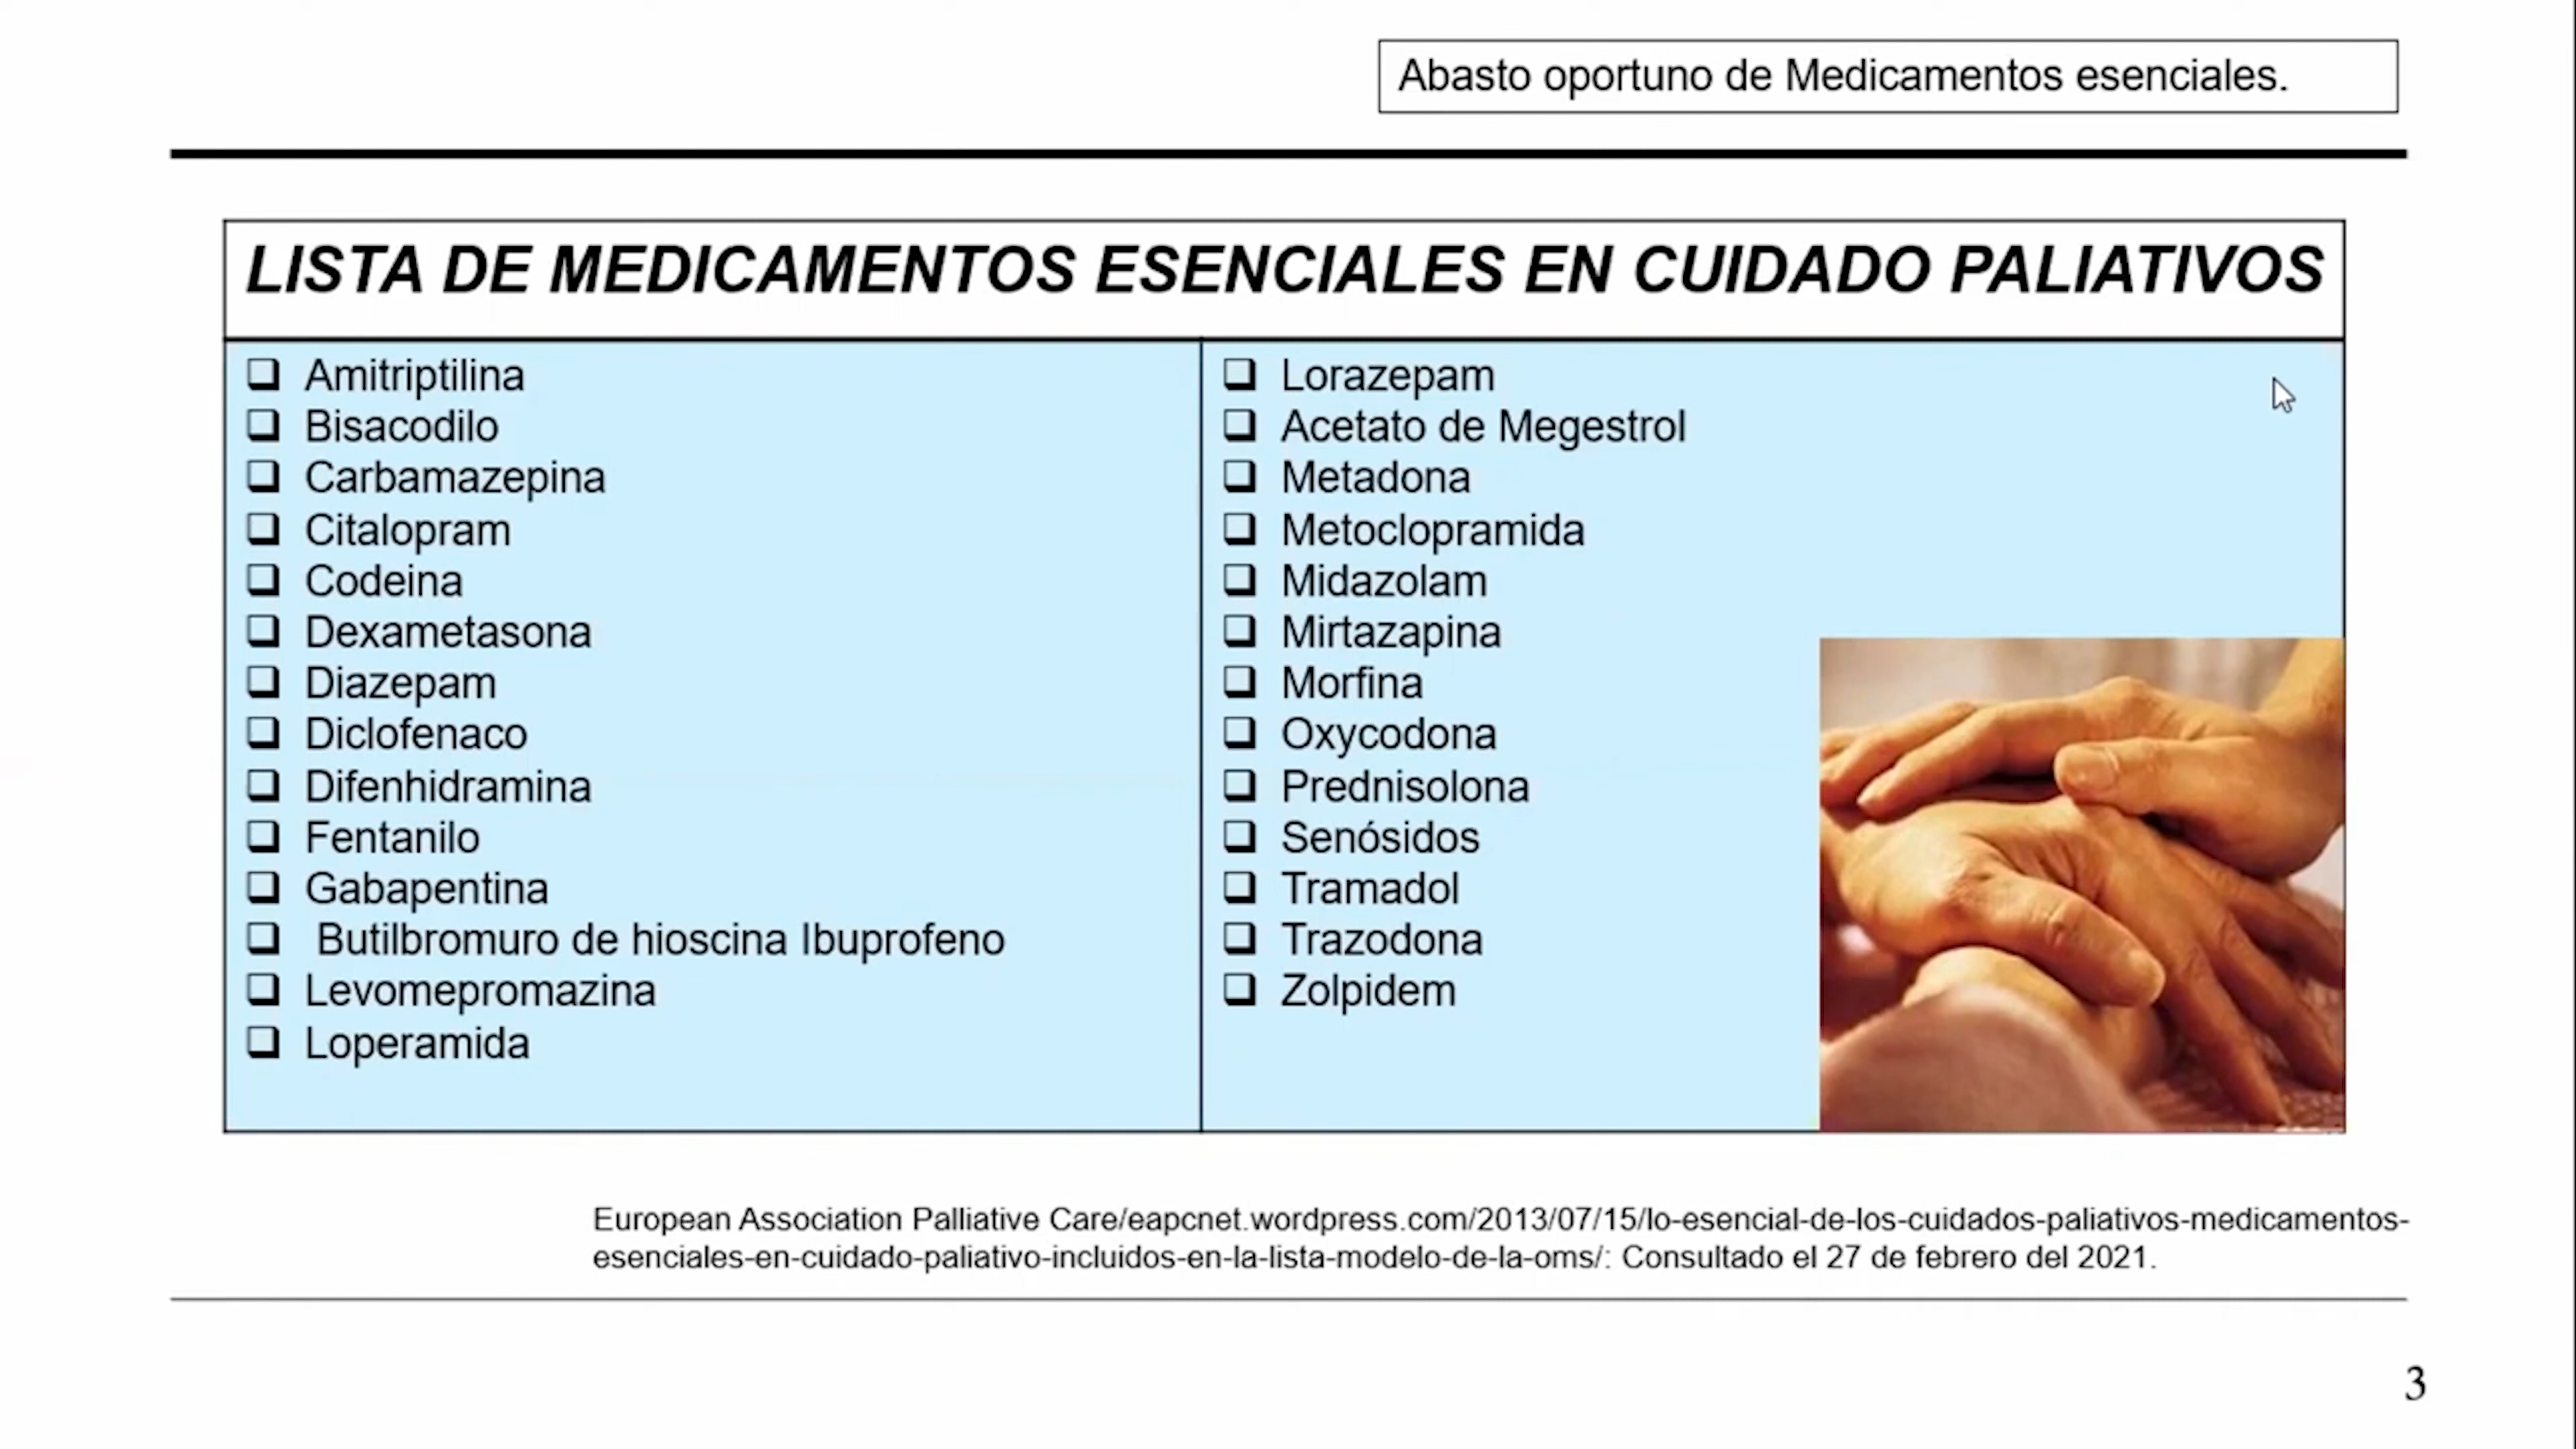 Abasto oportuno de Medicamentos esenciales.
LISTA DE MEDICAMENTOS ESENCIALES EN CUIDADO PALIATIVOS
Amitriptilina
Bisacodilo
Carbamazepina
Citalopram
Codeina
Dexametasona
Diazepam
Diclofenaco
Difenhidramina
Fentanilo
Gabapentina
Butilbromuro de hioscina Ibuprofeno
Levomepromazina
Loperamida
Lorazepam
Acetato de Megestrol
Metadona
Metoclopramida
Midazolam
Mirtazapina
Morfina
Oxycodona
Prednisolona
Senósidos
Tramadol
Trazodona
Zolpidem
European Association Palliative Care/eapcnet.wordpress.com/2013/07/15/lo-esencial-de-los-cuidados-paliativos-medicamentos-
esenciales-en-cuidado-paliativo-incluidos-en-la-lista-modelo-de-la-oms/: Consultado el 27 de febrero del 2021.
3